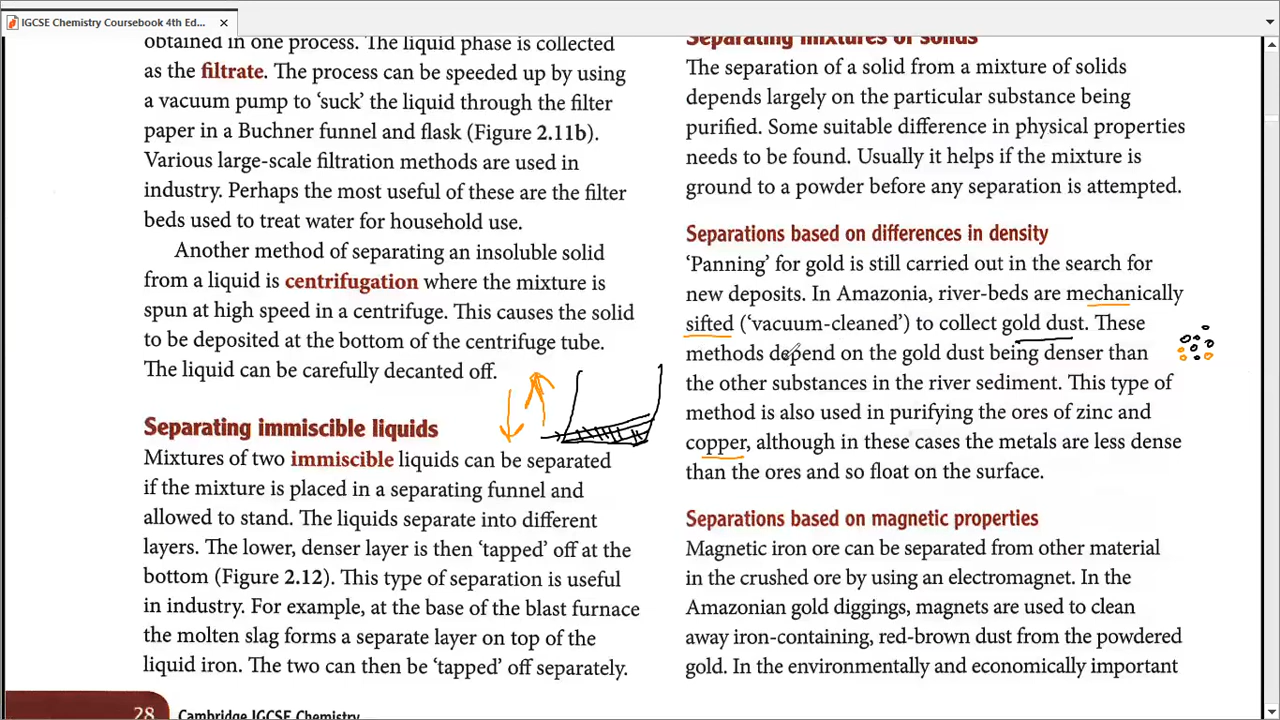 IGCSE Chemistry Coursebook 4th Ed...
obtained in one process. The liquid phase is collected
as the filtrate. The process can be speeded up by using
a vacuum pump to ‘suck’ the liquid through the filter
paper in a Buchner funnel and flask (Figure 2.11b).
Various large-scale filtration methods are used in
industry. Perhaps the most useful of these are the filter
beds used to treat water for household use.
Another method of separating an insoluble solid
from a liquid is centrifugation where the mixture is
spun at high speed in a centrifuge. This causes the solid
to be deposited at the bottom of the centrifuge tube.
The liquid can be carefully decanted off.
Separating immiscible liquids
Mixtures of two immiscible liquids can be separated
if the mixture is placed in a separating funnel and
allowed to stand. The liquids separate into different
layers. The lower, denser layer is then ‘tapped’ off at the
bottom (Figure 2.12). This type of separation is useful
in industry. For example, at the base of the blast furnace
the molten slag forms a separate layer on top of the
liquid iron. The two can then be ‘tapped’ off separately.
28 Cambridge IGCSE Chemistry
Separating mixtures of solids
The separation of a solid from a mixture of solids
depends largely on the particular substance being
purified. Some suitable difference in physical properties
needs to be found. Usually it helps if the mixture is
ground to a powder before any separation is attempted.
Separations based on differences in density
‘Panning’ for gold is still carried out in the search for
new deposits. In Amazonia, river-beds are mechanically
sifted (‘vacuum-cleaned’) to collect gold dust. These
methods depend on the gold dust being denser than
the other substances in the river sediment. This type of
method is also used in purifying the ores of zinc and
copper, although in these cases the metals are less dense
than the ores and so float on the surface.
Separations based on magnetic properties
Magnetic iron ore can be separated from other material
in the crushed ore by using an electromagnet. In the
Amazonian gold diggings, magnets are used to clean
away iron-containing, red-brown dust from the powdered
gold. In the environmentally and economically important